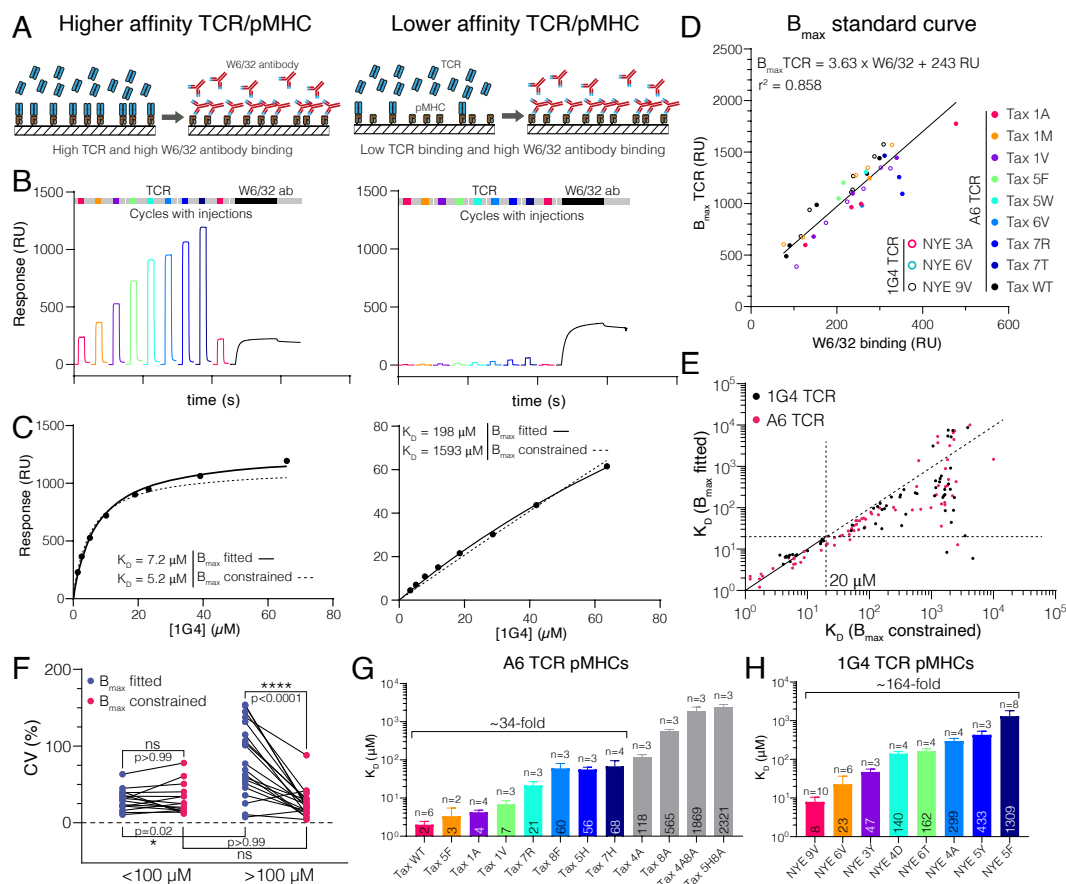 A
Higher affinity TCR/pMHC
Lower affinity TCR/pMHC
W6/32 antibody
High TCR and high W6/32 antibody binding
TCR
pMHC
Low TCR binding and high W6/32 antibody binding
B
1500
1000
500
0
Response (RU)
TCR
W6/32 ab
Cycles with injections
time (s)
1500
1000
500
0
TCR
W6/32 ab
Cycles with injections
time (s)
C
1500
1000
500
0
Response (RU)
KD = 7.2 µM
KD = 5.2 µM
Bmax fitted
Bmax constrained
0 20 40 60 80
[1G4] (µM)
80
60
40
20
0
KD = 198 µM
KD = 1593 µM
Bmax fitted
Bmax constrained
0 20 40 60 80
[1G4] (µM)
D
Bmax standard curve
BmaxTCR = 3.63 x W6/32 + 243 RU
r² = 0.858
2500
2000
1500
1000
500
0
Bmax TCR (RU)
0 200 400 600
W6/32 binding (RU)
1G4 TCR
NYE 3A
NYE 6V
NYE 9V
A6 TCR
Tax 1A
Tax 1M
Tax 1V
Tax 5F
Tax 5W
Tax 6V
Tax 7R
Tax 7T
Tax WT
E
1G4 TCR
A6 TCR
10⁵
10⁴
10³
10²
10¹
10⁰
KD (Bmax fitted)
20 µM
10⁰ 10¹ 10² 10³ 10⁴ 10⁵
KD (Bmax constrained)
F
Bmax fitted
Bmax constrained
200
150
100
50
0
CV (%)
ns
p>0.99
****
p<0.0001
p=0.02
*
p>0.99
ns
<100 µM
>100 µM
G
A6 TCR pMHCs
10⁴
10³
10²
10¹
10⁰
KD (µM)
~34-fold
n=6 n=2 n=4 n=3 n=3 n=3 n=3 n=4 n=3 n=3 n=3 n=3
2 3 4 7 21 60 56 68 118 565 1869 2321
Tax WT
Tax 5F
Tax 1A
Tax 1V
Tax 7R
Tax 8F
Tax 5H
Tax 7H
Tax 4A
Tax 8A
Tax 4A8A
Tax 5H8A
H
1G4 TCR pMHCs
10⁴
10³
10²
10¹
10⁰
KD (µM)
~164-fold
n=10 n=6 n=3 n=4 n=4 n=4 n=3 n=8
8 23 47 140 162 299 433 1309
NYE 9V
NYE 6V
NYE 3Y
NYE 4D
NYE 6T
NYE 4A
NYE 5Y
NYE 5F